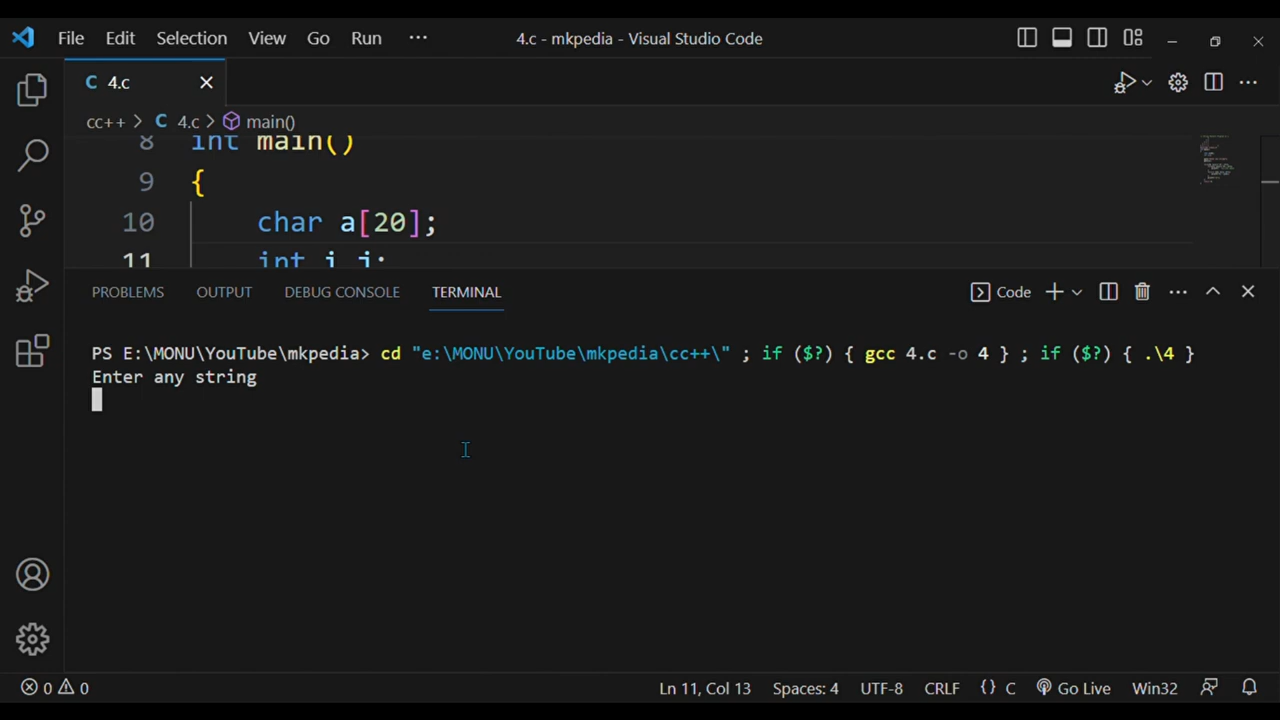 File Edit Selection View Go Run ··· 4.c - mkpedia - Visual Studio Code
C 4.c
cc++ > C 4.c > main()
8 int main()
9 {
10 char a[20];
11 int i,j;
PROBLEMS OUTPUT DEBUG CONSOLE TERMINAL Code
PS E:\MONU\YouTube\mkpedia> cd "e:\MONU\YouTube\mkpedia\cc++\" ; if ($?) { gcc 4.c -o 4 } ; if ($?) { .\4 }
Enter any string
0 0 Ln 11, Col 13 Spaces: 4 UTF-8 CRLF {} C Go Live Win32